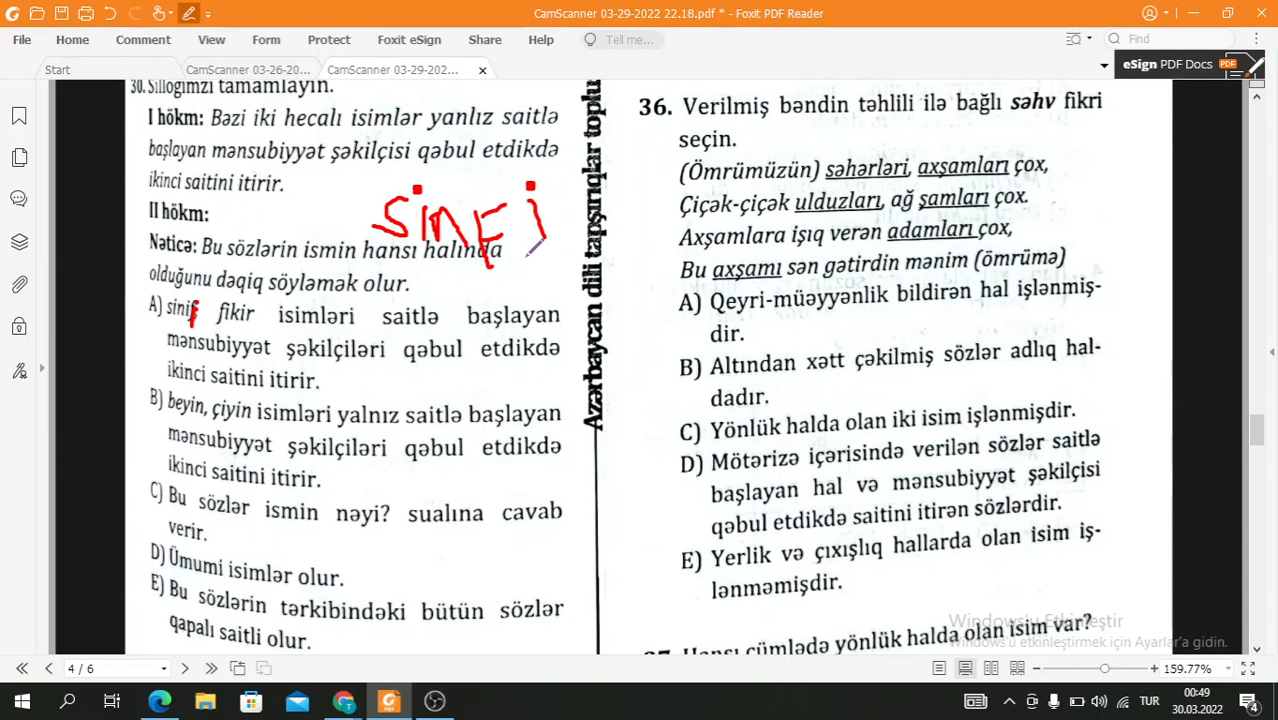 CamScanner 03-29-2022 22.18.pdf * - Foxit PDF Reader
File Home Comment View Form Protect Foxit eSign Share Help Tell me... Find
Start CamScanner 03-26-20... CamScanner 03-29-202... eSign PDF Docs PDF
30. Sillogimzi tamamlayın.
I hökm: Bəzi iki hecalı isimlər yanlız saitlə
başlayan mənsubiyyət şəkilçisi qəbul etdikdə
ikinci saitini itirir.
II hökm:
Nəticə: Bu sözlərin ismin hansı halında
olduğunu dəqiq söyləmək olur.
A) sinif fikir isimləri saitlə başlayan
mənsubiyyət şəkilçiləri qəbul etdikdə
ikinci saitini itirir.
B) beyin, çiyin isimləri yalnız saitlə başlayan
mənsubiyyət şəkilçiləri qəbul etdikdə
ikinci saitini itirir.
C) Bu sözlər ismin nəyi? sualına cavab
verir.
D) Ümumi isimlər olur.
E) Bu sözlərin tərkibindəki bütün sözlər
qapalı saitli olur.
sinFi
Azərbaycan dili tapşırıqlar toplu
36. Verilmiş bəndin təhlili ilə bağlı səhv fikri
seçin.
(Ömrümüzün) səhərləri, axşamları çox,
Çiçək-çiçək ulduzları, ağ şamları çox.
Axşamlara işıq verən adamları çox,
Bu axşamı sən gətirdin mənim (ömrümə)
A) Qeyri-müəyyənlik bildirən hal işlənmiş-
dir.
B) Altından xətt çəkilmiş sözlər adlıq hal-
dadır.
C) Yönlük halda olan iki isim işlənmişdir.
D) Mötərizə içərisində verilən sözlər saitlə
başlayan hal və mənsubiyyət şəkilçisi
qəbul etdikdə saitini itirən sözlərdir.
E) Yerlik və çıxışlıq hallarda olan isim iş-
lənməmişdir.
Hansı cümlədə yönlük halda olan isim var?
Windows'u Etkinleştir
Windows'u etkinleştirmek için Ayarlar'a gidin.
4 / 6 159.77%
TUR 00:49
30.03.2022 4